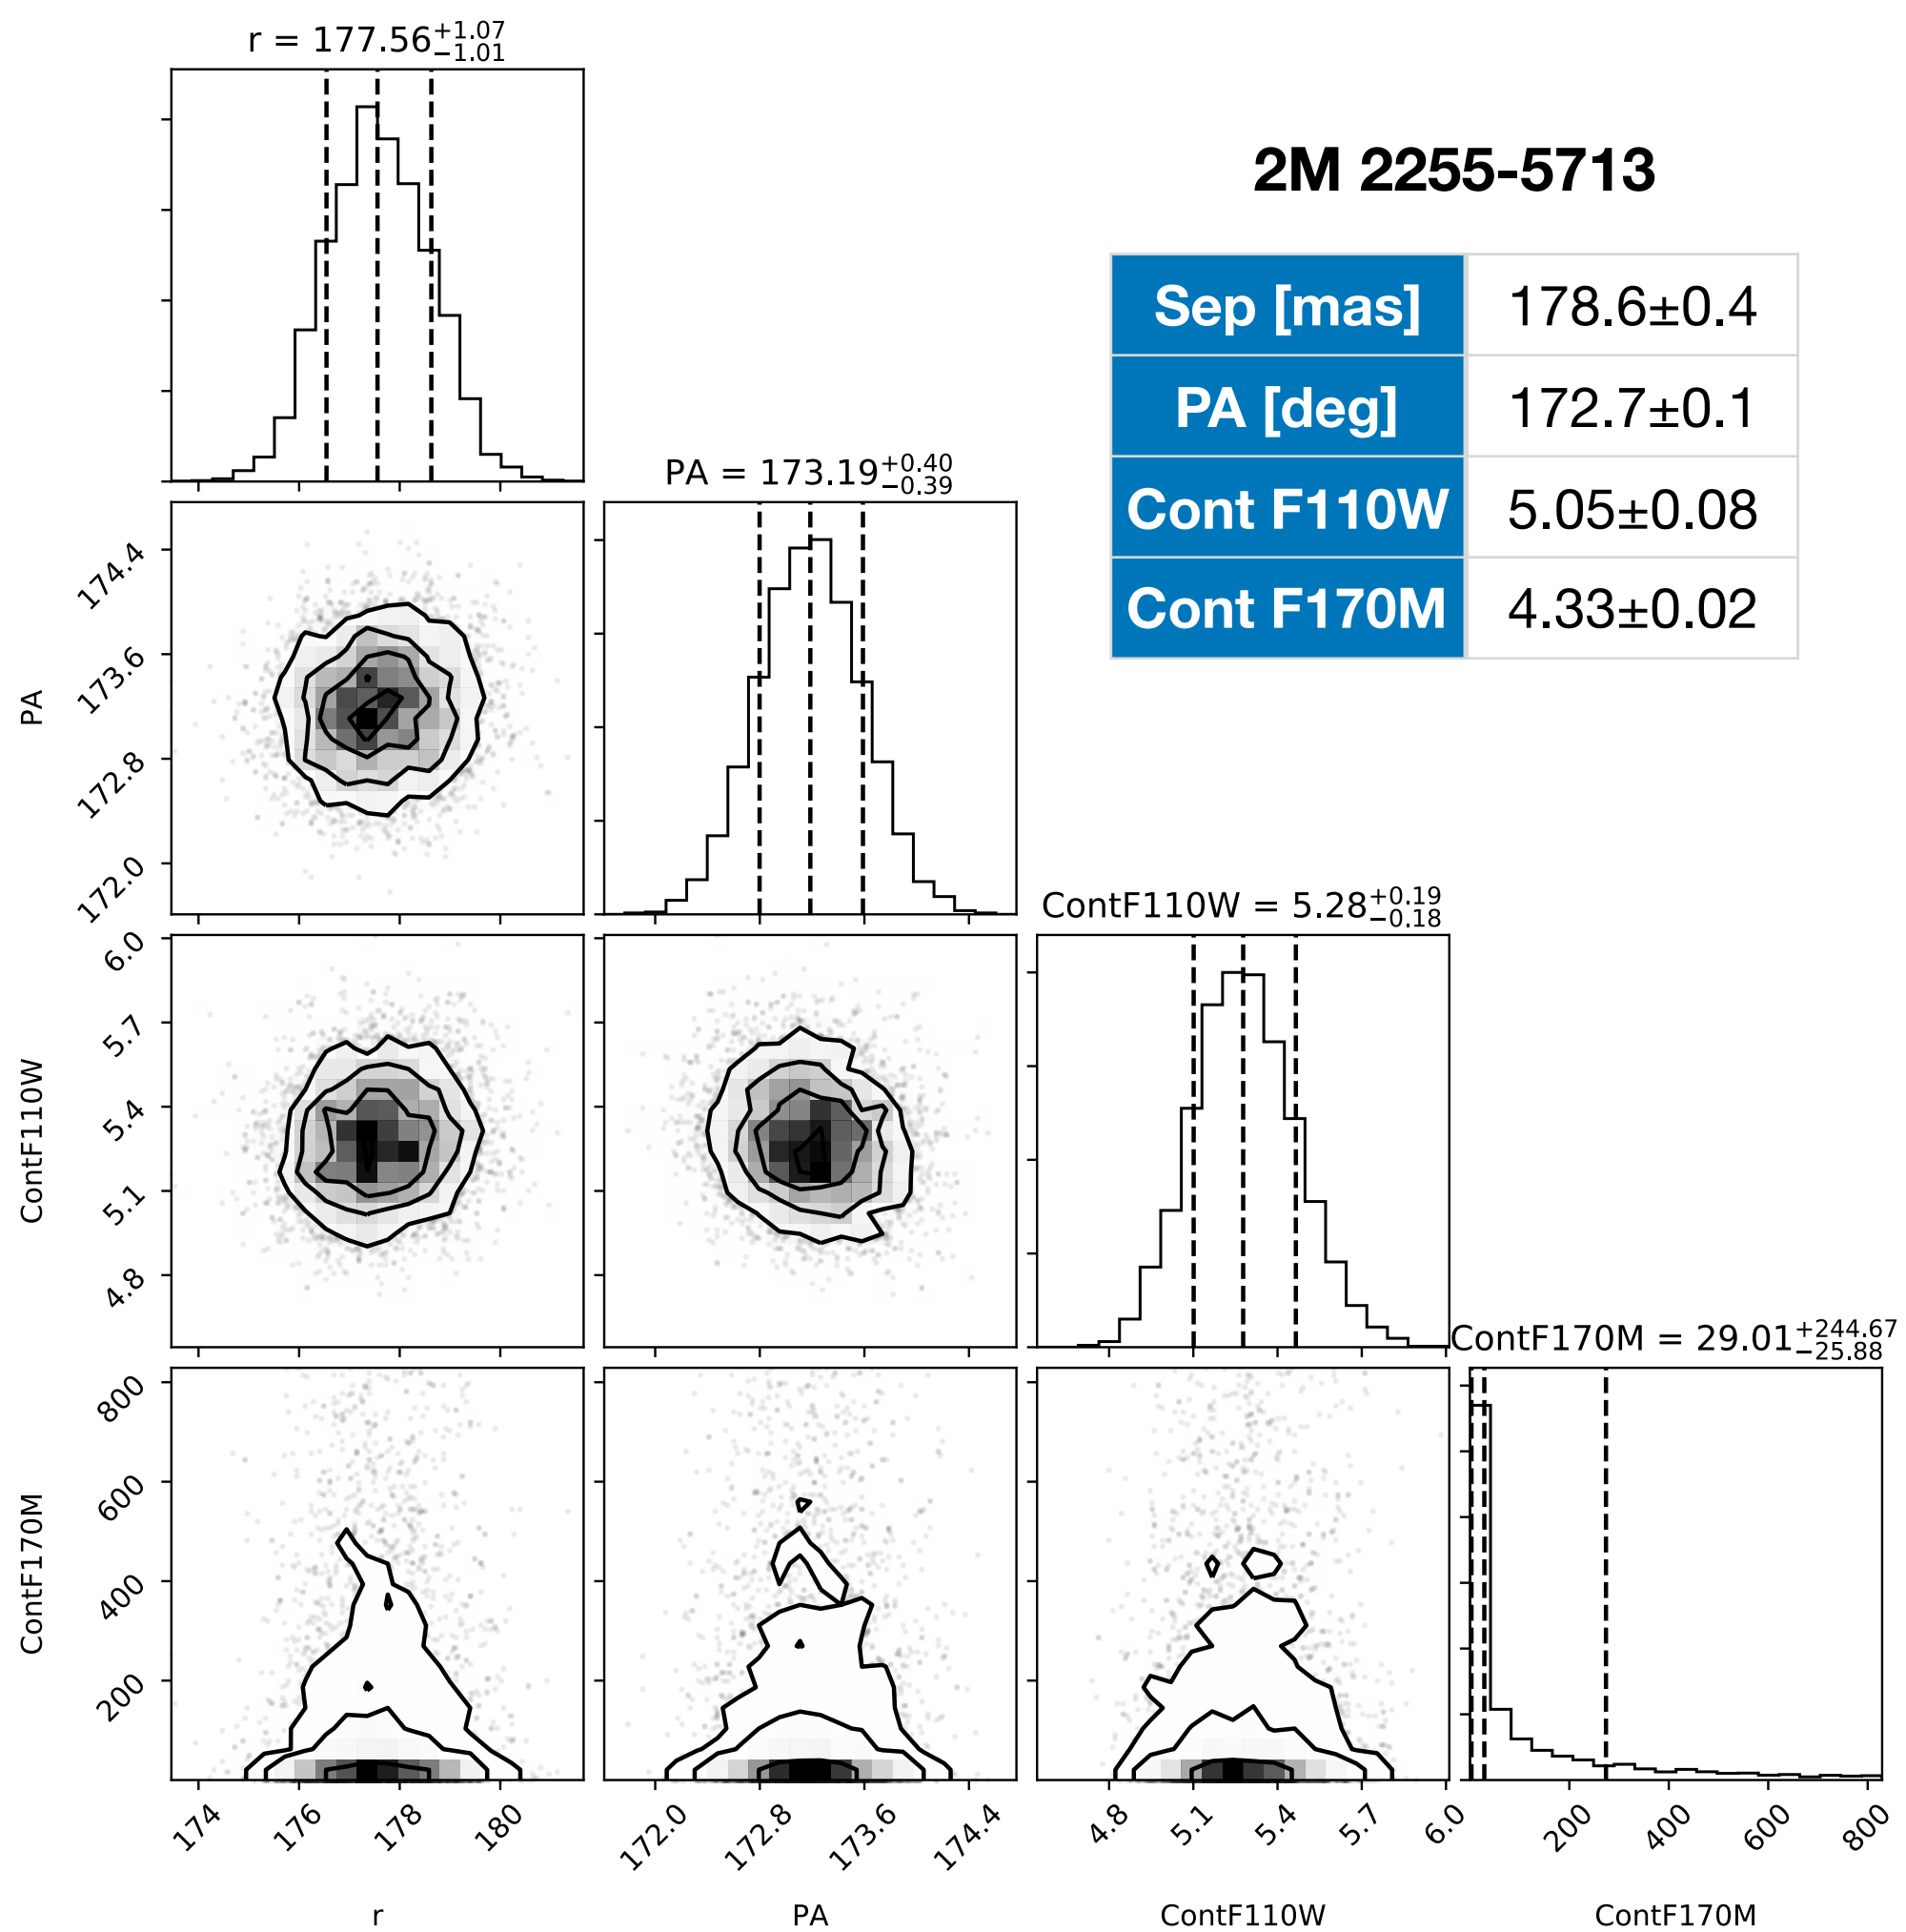 r = 177.56+1.07−1.01
2M 2255-5713
Sep [mas] 178.6±0.4
PA [deg] 172.7±0.1
Cont F110W 5.05±0.08
Cont F170M 4.33±0.02
PA = 173.19+0.40−0.39
174.4
173.6
172.8
172.0
PA
ContF110W = 5.28+0.19−0.18
6.0
5.7
5.4
5.1
4.8
ContF110W
ContF170M = 29.01+244.67−25.88
800
600
400
200
ContF170M
174 176 178 180
172.0 172.8 173.6 174.4
4.8 5.1 5.4 5.7 6.0
200 400 600 800
r
PA
ContF110W
ContF170M